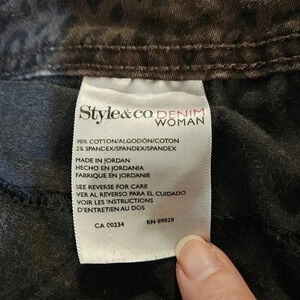 Style&co DENIM
WOMAN
98% COTTON/ALGODÓN/COTON
2% SPANDEX/SPANDEX/SPANDEX
MADE IN JORDAN
HECHO EN JORDANIA
FABRIQUE EN JORDANIE
SEE REVERSE FOR CARE
VER AL REVERSO PARA EL CUIDADO
VOIR LES INSTRUCTIONS
D'ENTRETIEN AU DOS
CA 00234 RN 89828